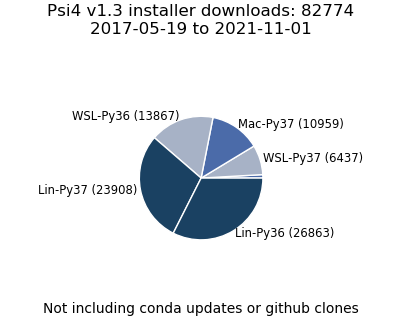 Psi4 v1.3 installer downloads: 82774
2017-05-19 to 2021-11-01
WSL-Py36 (13867)
Mac-Py37 (10959)
WSL-Py37 (6437)
Lin-Py37 (23908)
Lin-Py36 (26863)
Not including conda updates or github clones